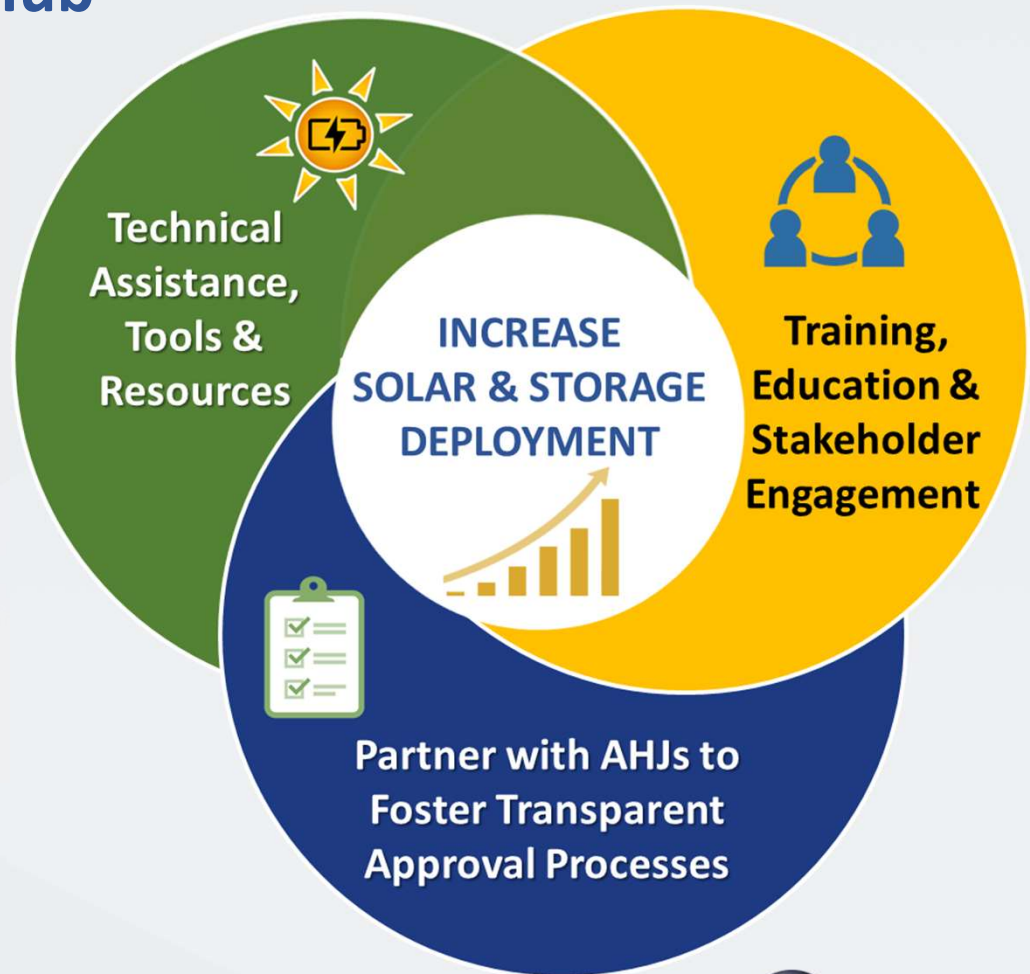 Technical
Assistance,
Tools &
Resources
INCREASE
SOLAR & STORAGE
DEPLOYMENT
Training,
Education &
Stakeholder
Engagement
Partner with AHJs to
Foster Transparent
Approval Processes